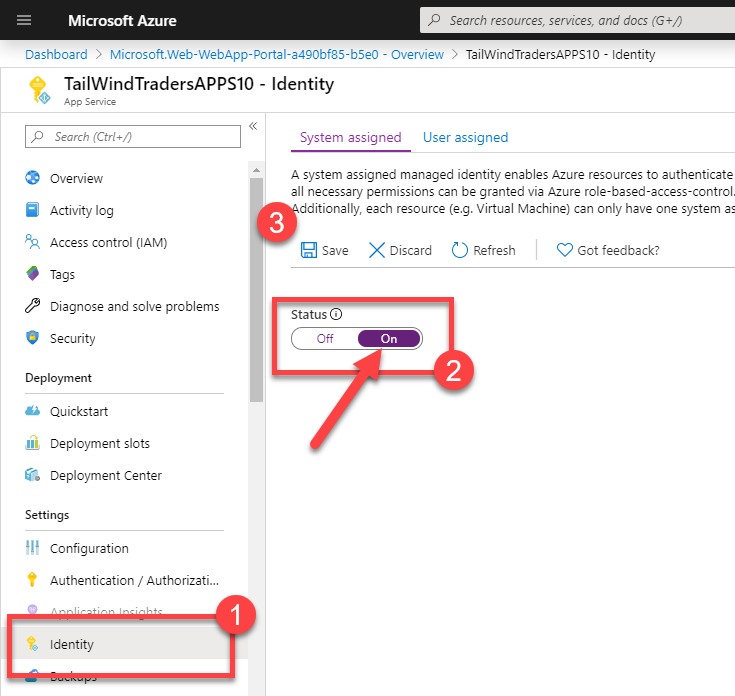 Microsoft Azure
Search resources, services, and docs (G+/)
Dashboard > Microsoft.Web-WebApp-Portal-a490bf85-b5e0 - Overview > TailWindTradersAPPS10 - Identity
TailWindTradersAPPS10 - Identity
App Service
Search (Ctrl+/)
«
Overview
Activity log
Access control (IAM)
Tags
Diagnose and solve problems
Security
Deployment
Quickstart
Deployment slots
Deployment Center
Settings
Configuration
Authentication / Authorizati...
Application Insights
1
Identity
Backups
System assigned
User assigned
A system assigned managed identity enables Azure resources to authenticate
all necessary permissions can be granted via Azure role-based-access-control.
Additionally, each resource (e.g. Virtual Machine) can only have one system as
3
Save
Discard
Refresh
Got feedback?
Status
Off
On
2